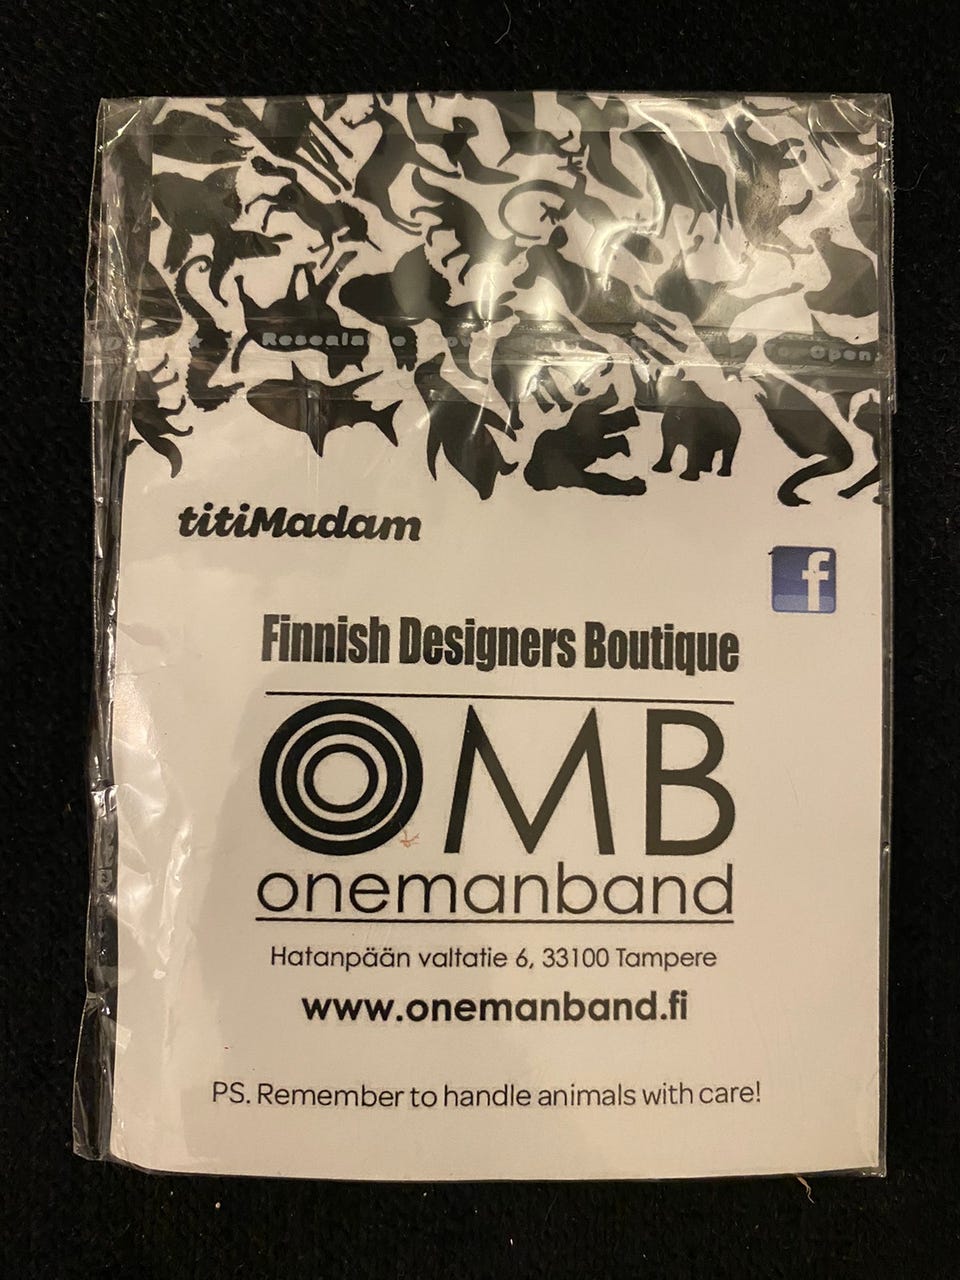 Open
titiMadam
f
Finnish Designers Boutique
OMB
onemanband
Hatanpään valtatie 6, 33100 Tampere
www.onemanband.fi
PS. Remember to handle animals with care!